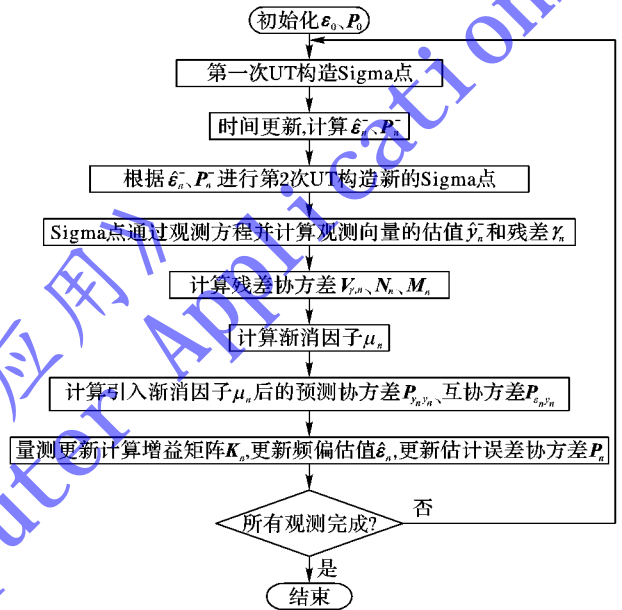 初始化ε₀、P₀
第一次UT构造Sigma点
时间更新,计算ε̂ₙ⁻、Pₙ⁻
根据ε̂ₙ⁻、Pₙ⁻进行第2次UT构造新的Sigma点
Sigma点通过观测方程并计算观测向量的估值ŷₙ⁻和残差γₙ
计算残差协方差Vᵧ,ₙ、Nₙ、Mₙ
计算渐消因子μₙ
计算引入渐消因子μₙ后的预测协方差Pyₙyₙ、互协方差Pεₙyₙ
量测更新计算增益矩阵Kₙ,更新频偏估值ε̂ₙ,更新估计误差协方差Pₙ
所有观测完成?
否
是
结束
应用》
uter Application